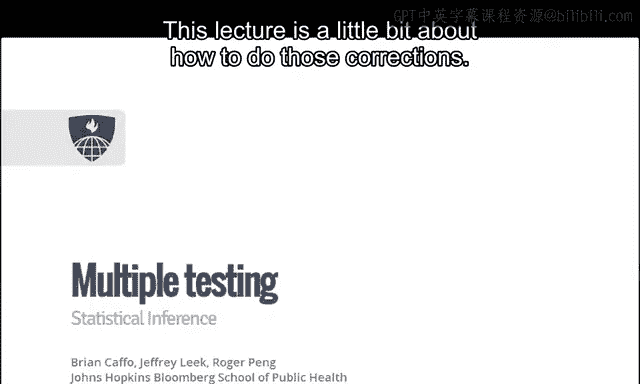 GPT中英字幕课程资源@bilibili.com
This lecture is a little bit about
how to do those corrections.
Multiple testing
Statistical Inference
Brian Caffo, Jeffrey Leek, Roger Peng
Johns Hopkins Bloomberg School of Public Health